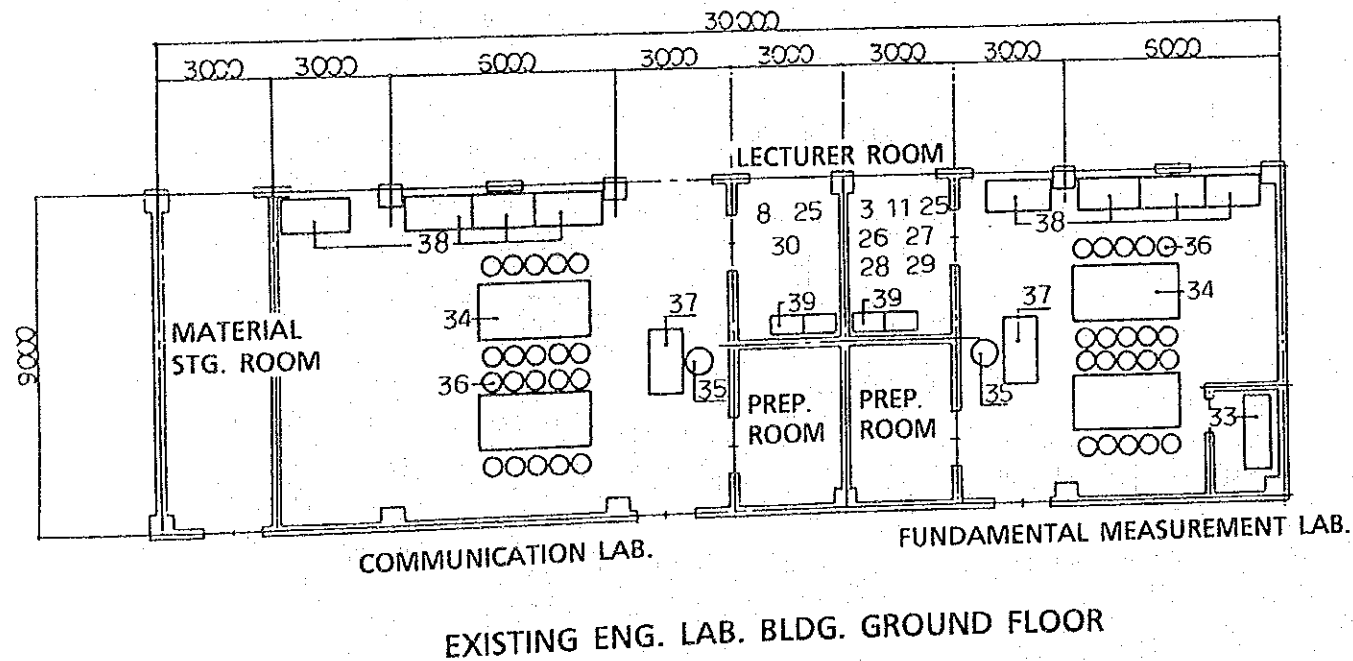 30000
3000 3000 6000 3000 3000 3000 3000 6000
LECTURER ROOM
8 25
30
3 11 25
26 27
28 29
38
38
36
34
37
39
39
37
34
9000
MATERIAL
STG. ROOM
36
35
35
PREP.
ROOM
PREP.
ROOM
33
COMMUNICATION LAB.
FUNDAMENTAL MEASUREMENT LAB.
EXISTING ENG. LAB. BLDG. GROUND FLOOR